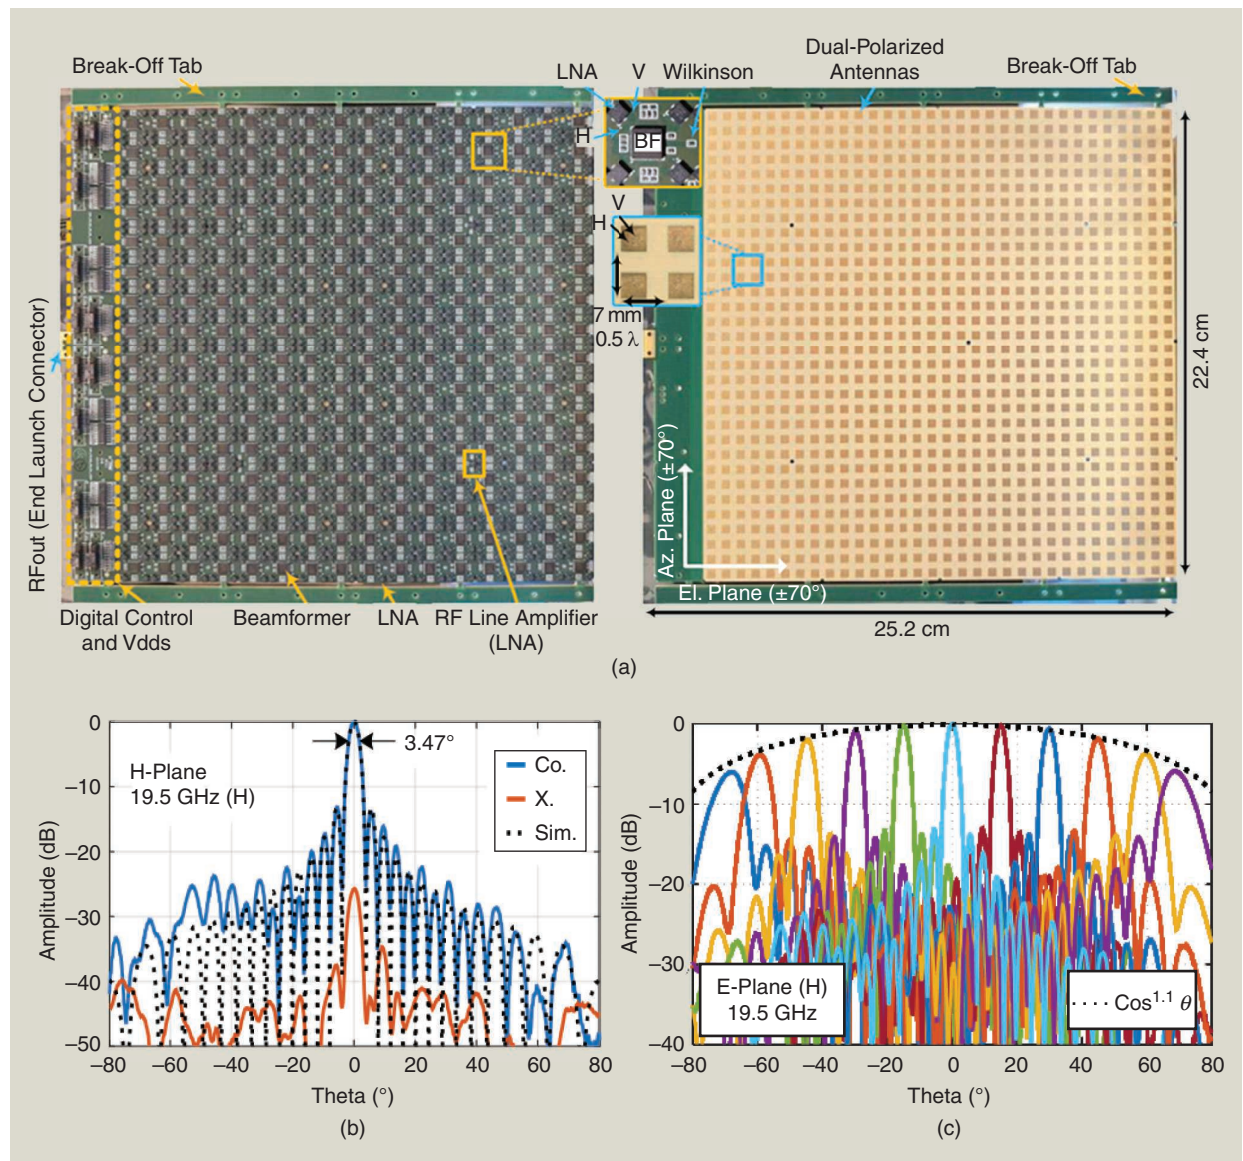 Break-Off Tab
LNA V Wilkinson
Dual-Polarized
Antennas
Break-Off Tab
H
BF
V
H
7 mm
0.5 λ
RFout (End Launch Connector)
22.4 cm
Az. Plane (±70°)
El. Plane (±70°)
25.2 cm
Digital Control
and Vdds
Beamformer
LNA
RF Line Amplifier
(LNA)
(a)
H-Plane
19.5 GHz (H)
3.47°
Co.
X.
Sim.
Amplitude (dB)
0
–10
–20
–30
–40
–50
–80 –60 –40 –20 0 20 40 60 80
Theta (°)
(b)
Amplitude (dB)
0
–10
–20
–30
–40
E-Plane (H)
19.5 GHz
Cos1.1 θ
–80 –60 –40 –20 0 20 40 60 80
Theta (°)
(c)